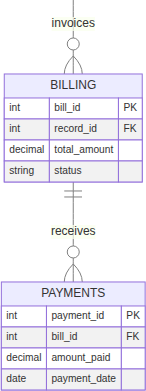 invoices
BILLING
int bill_id PK
int record_id FK
decimal total_amount
string status
receives
PAYMENTS
int payment_id PK
int bill_id FK
decimal amount_paid
date payment_date